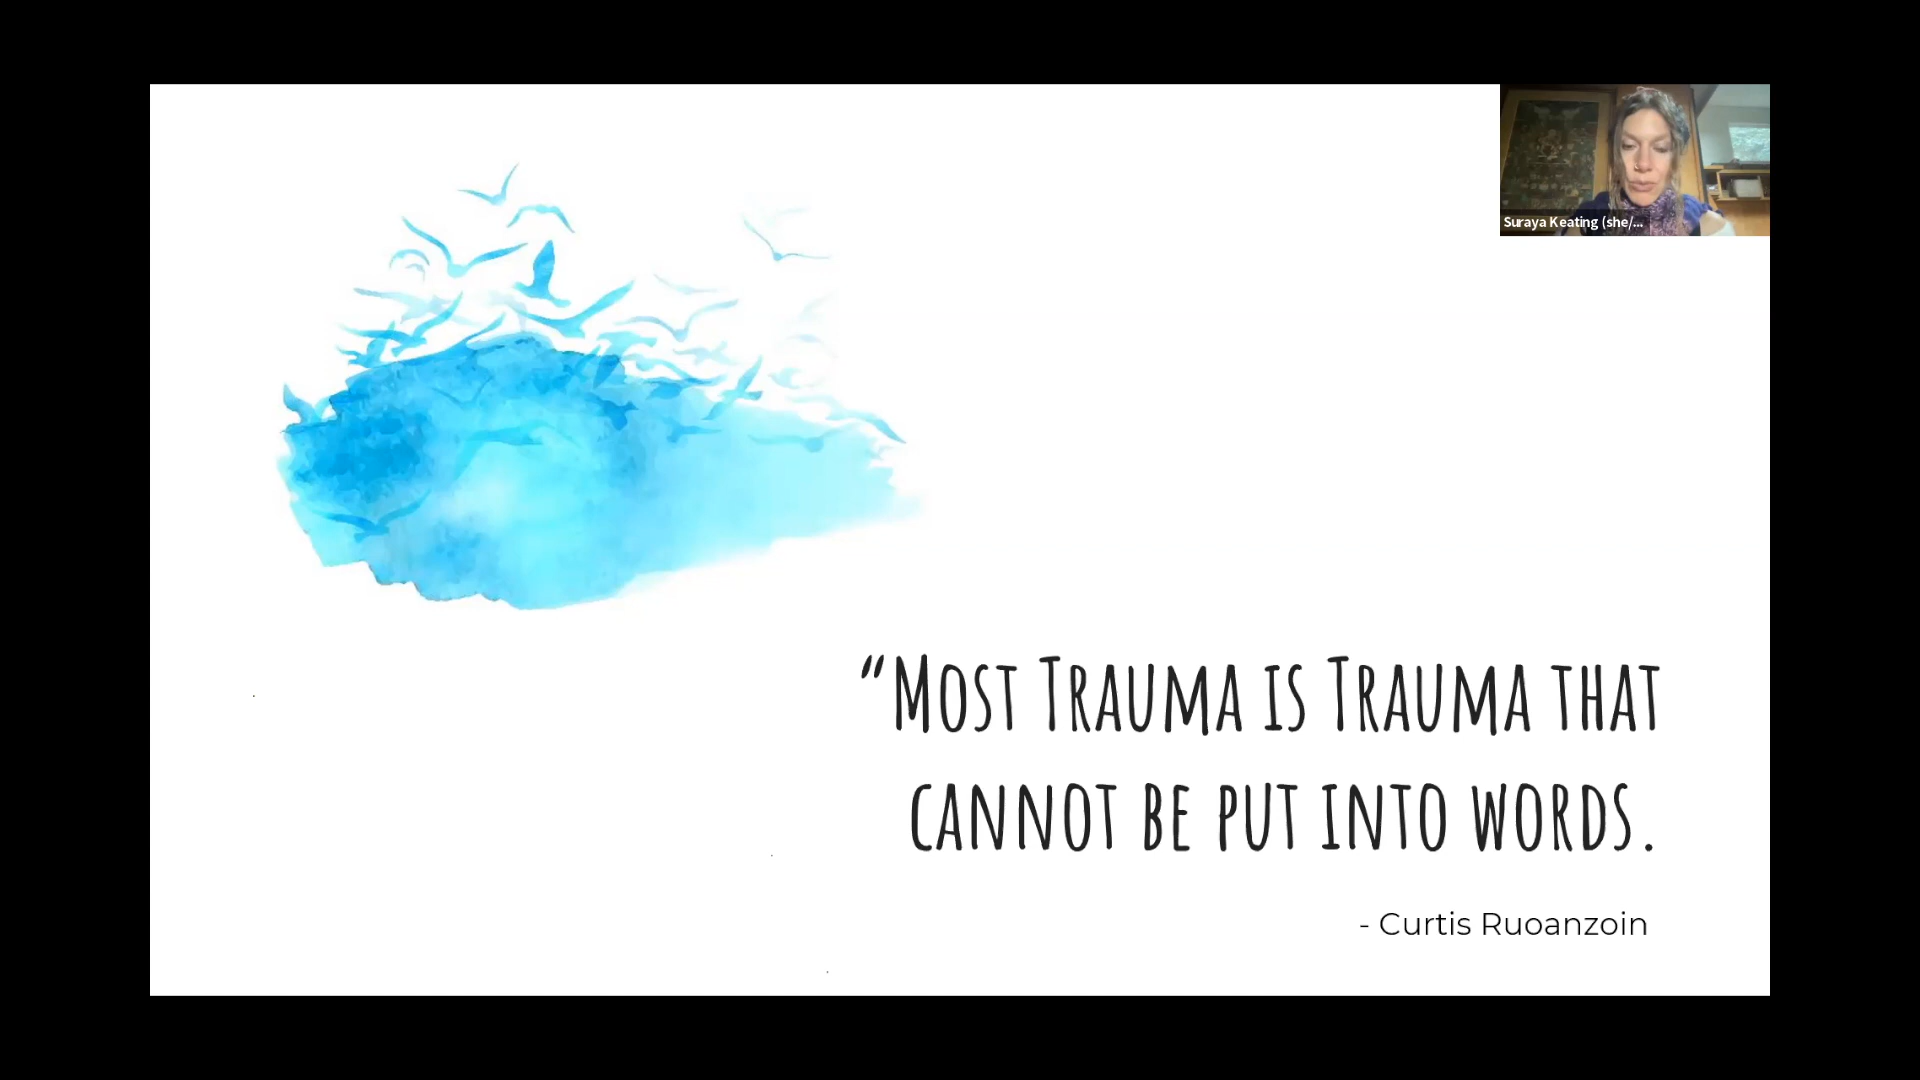 Suraya Keating (she/...
“Most Trauma is Trauma that
cannot be put into words.
- Curtis Ruoanzoin